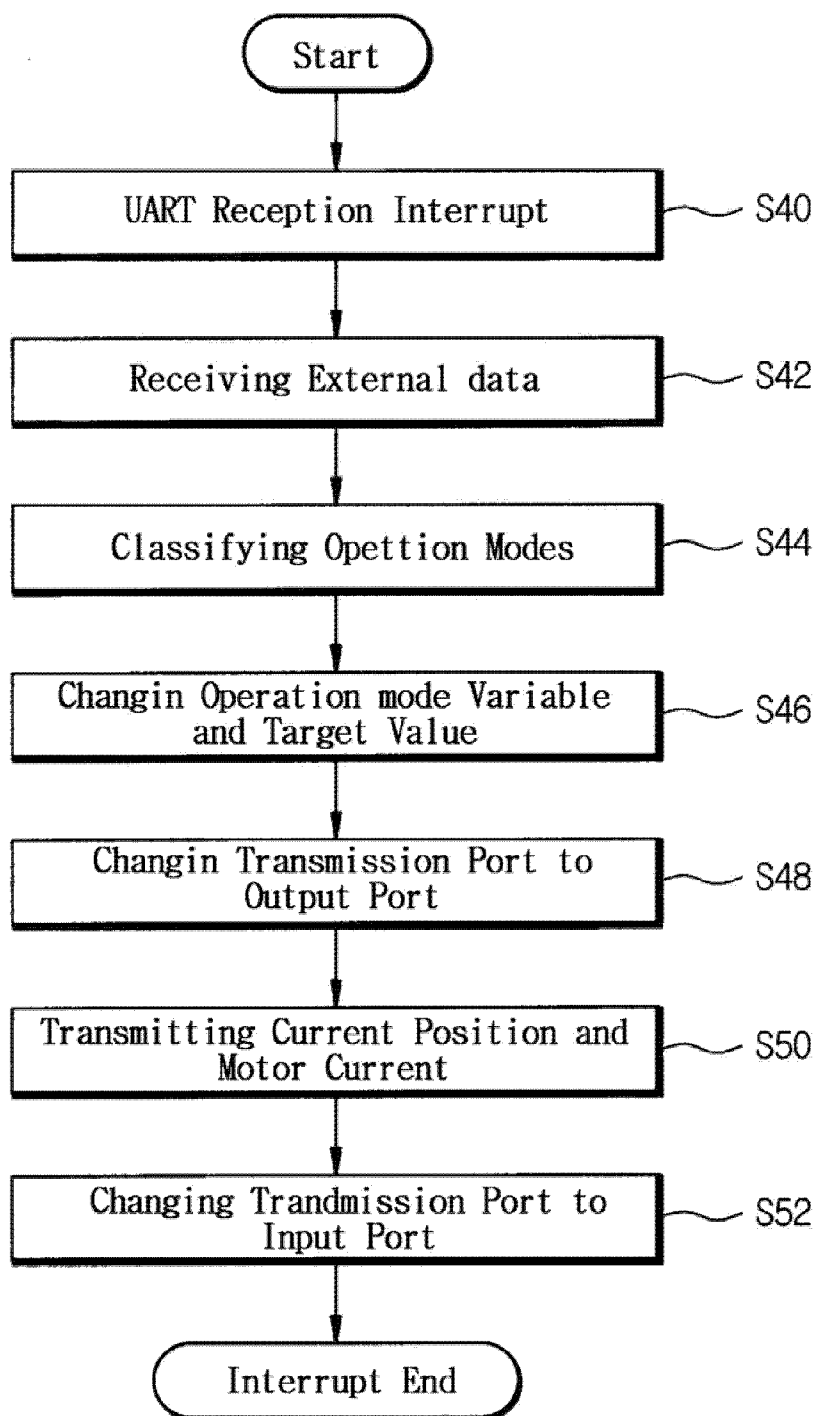 Start
UART Reception Interrupt
S40
Receiving External data
S42
Classifying Opettion Modes
S44
Changin Operation mode Variable
and Target Value
S46
Changin Transmission Port to
Output Port
S48
Transmitting Current Position and
Motor Current
S50
Changing Trandmission Port to
Input Port
S52
Interrupt End